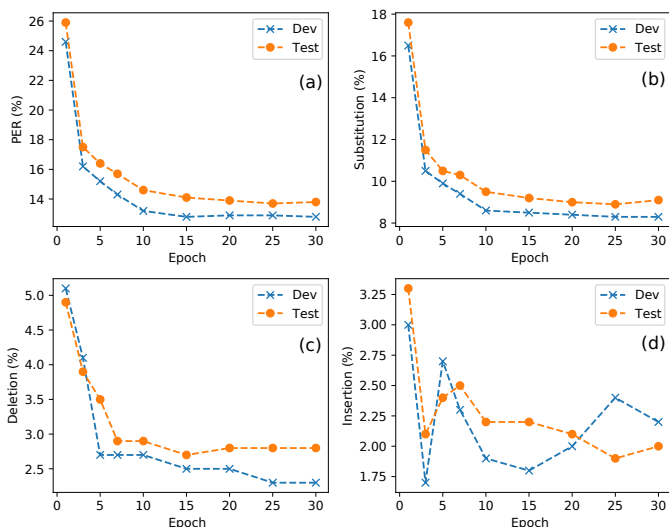 26
24
22
20
18
16
14
PER (%)
Dev
Test
(a)
0 5 10 15 20 25 30
Epoch
18
16
14
12
10
8
Substitution (%)
Dev
Test
(b)
0 5 10 15 20 25 30
Epoch
5.0
4.5
4.0
3.5
3.0
2.5
Deletion (%)
Dev
Test
(c)
0 5 10 15 20 25 30
Epoch
3.25
3.00
2.75
2.50
2.25
2.00
1.75
Insertion (%)
Dev
Test
(d)
0 5 10 15 20 25 30
Epoch